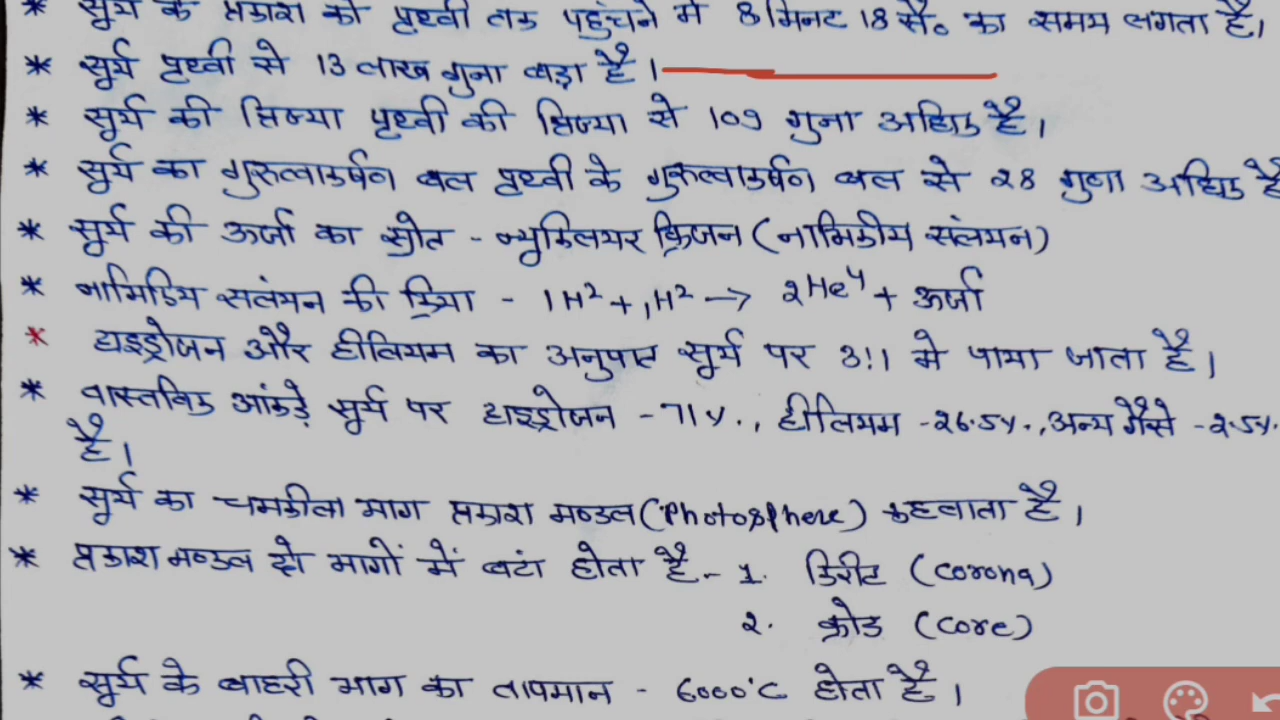 * सूर्य के प्रकाश को पृथ्वी तक पहुंचने में 8 मिनट 18 से० का समय लगता है।
* सूर्य पृथ्वी से 13 लाख गुना बड़ा है।
* सूर्य की त्रिज्या पृथ्वी की त्रिज्या से 109 गुना अधिक है।
* सूर्य का गुरुत्वाकर्षण बल पृथ्वी के गुरुत्वाकर्षण बल से 28 गुणा अधिक है
* सूर्य की ऊर्जा का स्रोत - न्यूक्लियर फ्रिजन (नाभिकीय संलयन)
* नाभिकिय सलंयन की क्रिया - 1H² + 1H² → 2He⁴ + ऊर्जा
* हाइड्रोजन और हीलियम का अनुपात सूर्य पर 3:1 मे पाया जाता है।
* वास्तविक आंकड़े सूर्य पर हाइड्रोजन - 71%., हीलियम - 26.5%., अन्य गैसे - 2.5%.
है।
* सूर्य का चमकीला भाग प्रकाश मण्डल (Photosphere) कहलाता है।
* प्रकाश मण्डल दो भागों में बटां होता है - 1. किरीट (corona)
2. क्रोड (core)
* सूर्य के बाहरी भाग का तापमान - 6000°C होता है।